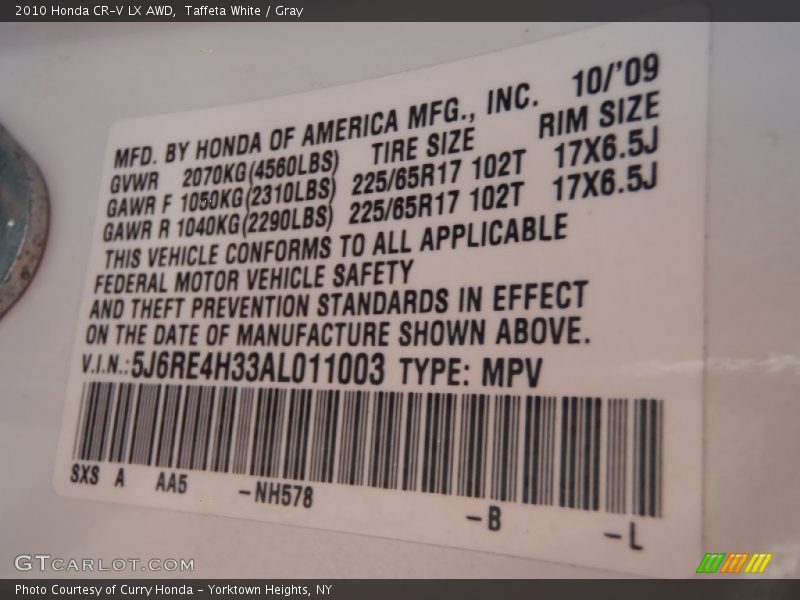 2010 Honda CR-V LX AWD,  Taffeta White / Gray
MFD. BY HONDA OF AMERICA MFG., INC. 10/'09
GVWR 2070KG(4560LBS) TIRE SIZE RIM SIZE
GAWR F 1050KG(2310LBS) 225/65R17 102T 17X6.5J
GAWR R 1040KG(2290LBS) 225/65R17 102T 17X6.5J
THIS VEHICLE CONFORMS TO ALL APPLICABLE
FEDERAL MOTOR VEHICLE SAFETY
AND THEFT PREVENTION STANDARDS IN EFFECT
ON THE DATE OF MANUFACTURE SHOWN ABOVE.
V.I.N.:5J6RE4H33AL011003 TYPE: MPV
SXS A AA5 -NH578 -B -L
GTCARLOT.COM
Photo Courtesy of Curry Honda - Yorktown Heights, NY